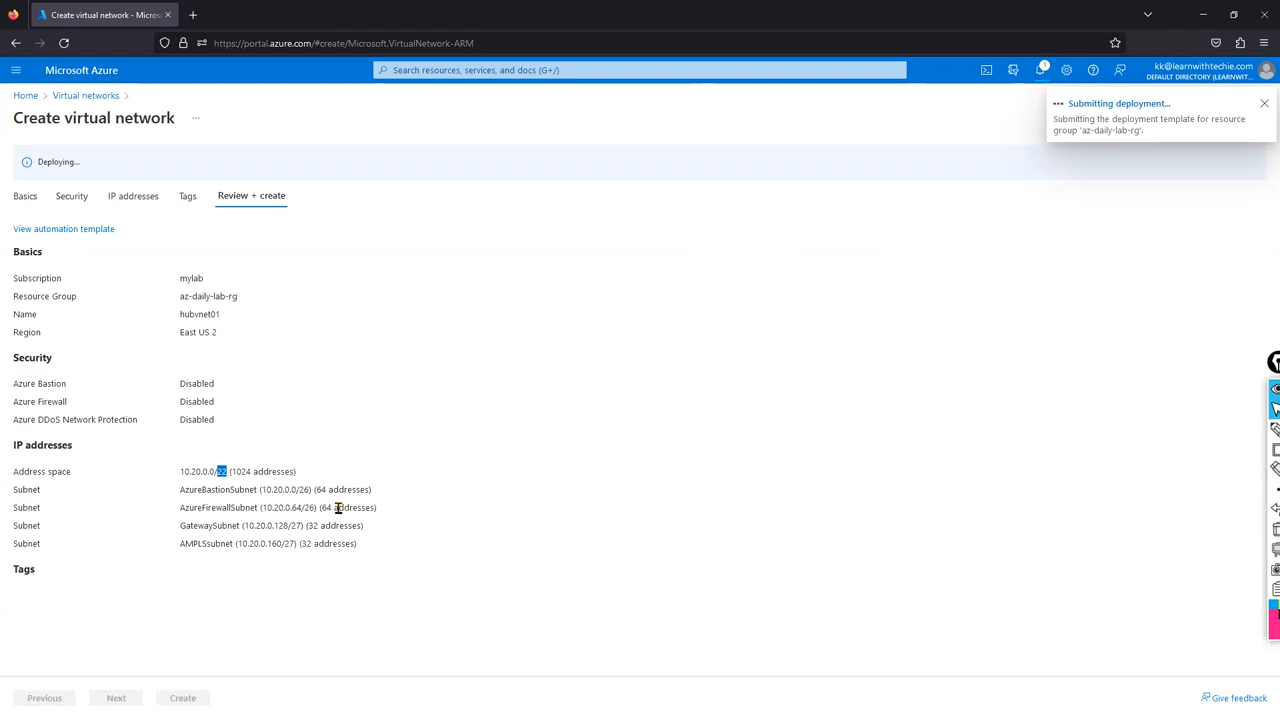 Create virtual network - Micros
https://portal.azure.com/#create/Microsoft.VirtualNetwork-ARM
Microsoft Azure
Search resources, services, and docs (G+/)
1
kk@learnwithtechie.com
DEFAULT DIRECTORY (LEARNWIT...
Home > Virtual networks >
Create virtual network ...
Submitting deployment...
Submitting the deployment template for resource
group 'az-daily-lab-rg'.
Deploying...
Basics Security IP addresses Tags Review + create
View automation template
Basics
Subscription mylab
Resource Group az-daily-lab-rg
Name hubvnet01
Region East US 2
Security
Azure Bastion Disabled
Azure Firewall Disabled
Azure DDoS Network Protection Disabled
IP addresses
Address space 10.20.0.0/22 (1024 addresses)
Subnet AzureBastionSubnet (10.20.0.0/26) (64 addresses)
Subnet AzureFirewallSubnet (10.20.0.64/26) (64 addresses)
Subnet GatewaySubnet (10.20.0.128/27) (32 addresses)
Subnet AMPLSsubnet (10.20.0.160/27) (32 addresses)
Tags
Previous Next Create
Give feedback